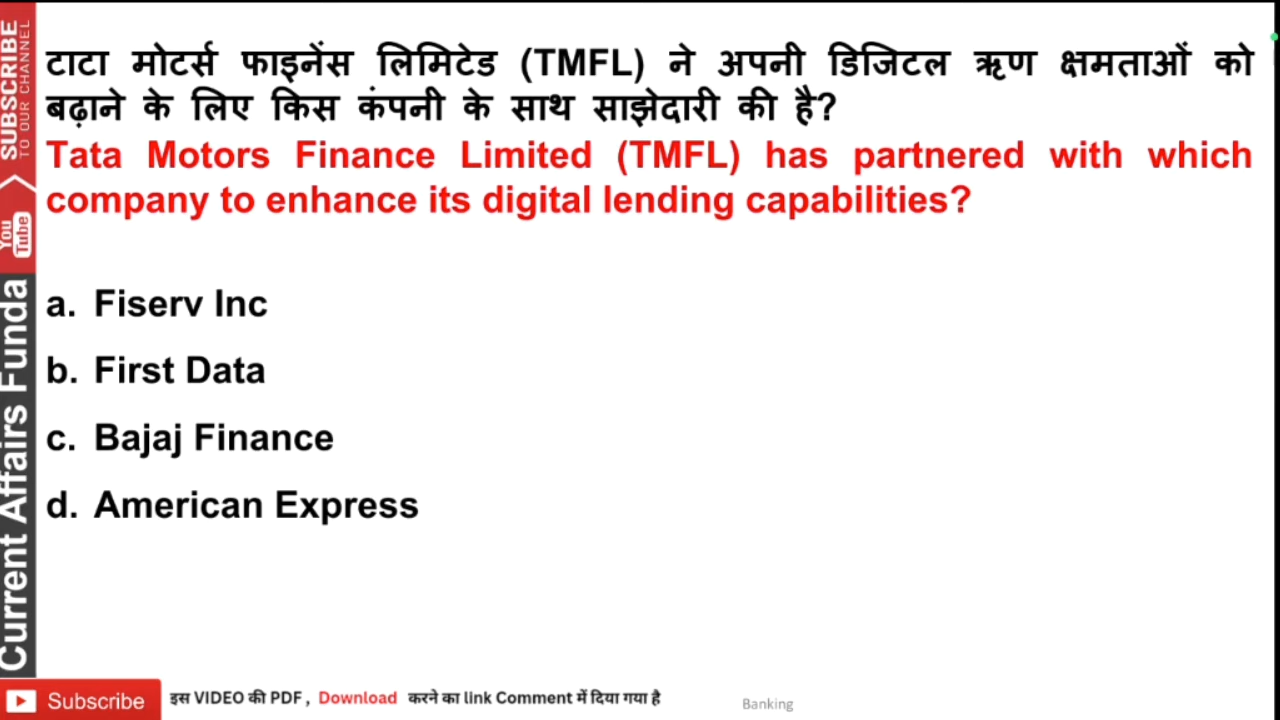 टाटा मोटर्स फाइनेंस लिमिटेड (TMFL) ने अपनी डिजिटल ऋण क्षमताओं को
बढ़ाने के लिए किस कंपनी के साथ साझेदारी की है?
Tata Motors Finance Limited (TMFL) has partnered with which
company to enhance its digital lending capabilities?
a. Fiserv Inc
b. First Data
c. Bajaj Finance
d. American Express
SUBSCRIBE
TO OUR CHANNEL
You
Tube
Current Affairs Funda
Subscribe
इस VIDEO की PDF, Download करने का link Comment में दिया गया है
Banking